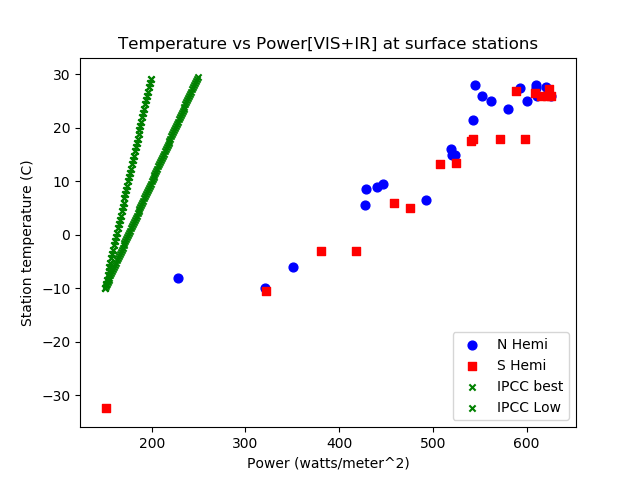 Temperature vs Power[VIS+IR] at surface stations
30
20
10
0
−10
−20
−30
Station temperature (C)
N Hemi
S Hemi
IPCC best
IPCC Low
200 300 400 500 600
Power (watts/meter^2)